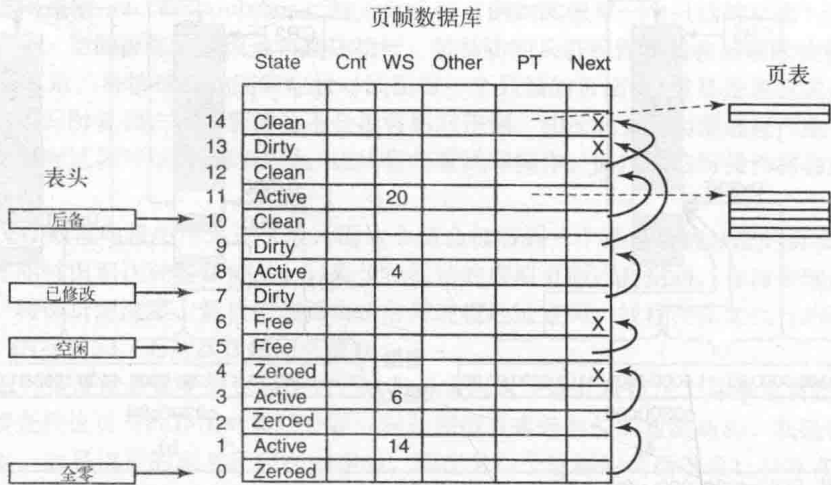 页帧数据库
State Cnt WS Other PT Next
页表
14 Clean X
13 Dirty X
12 Clean
表头
11 Active 20
后备
10 Clean
9 Dirty
8 Active 4
已修改
7 Dirty
6 Free X
空闲
5 Free
4 Zeroed X
3 Active 6
2 Zeroed
1 Active 14
全零
0 Zeroed